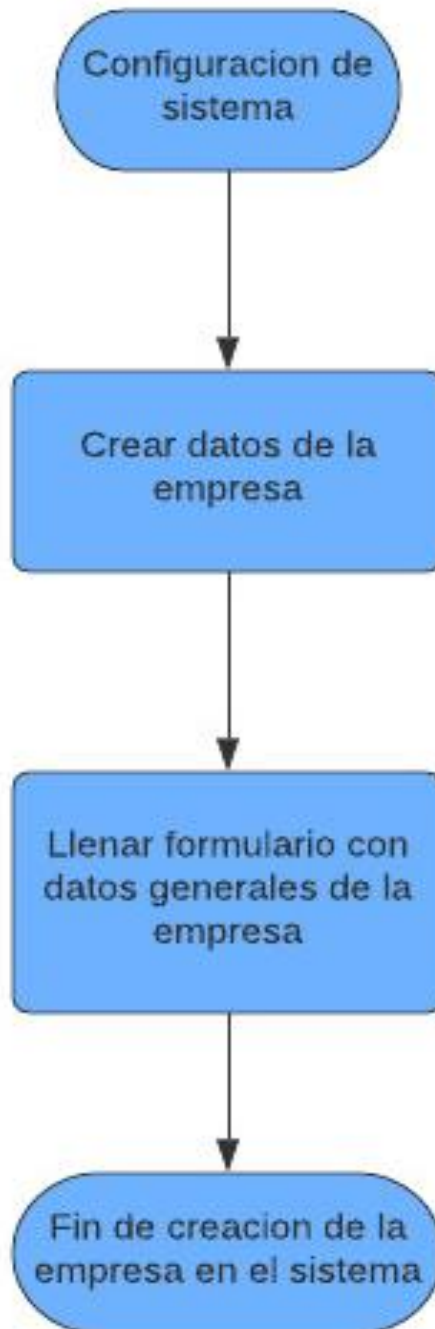 Configuracion de
sistema
Crear datos de la
empresa
Llenar formulario con
datos generales de la
empresa
Fin de creacion de la
empresa en el sistema